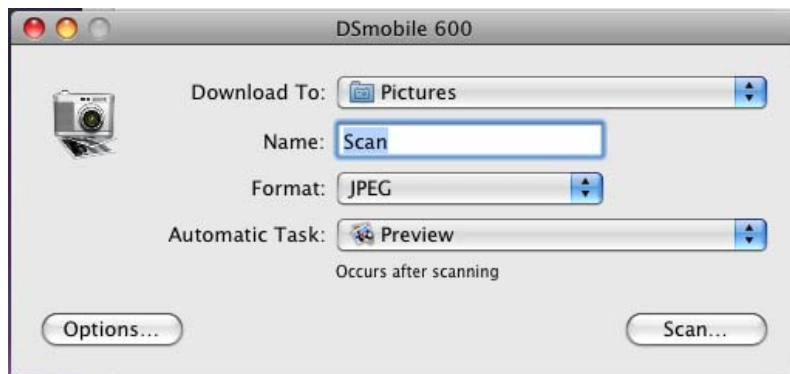 DSmobile 600
Download To: Pictures
Name: Scan
Format: JPEG
Automatic Task: Preview
Occurs after scanning
Options... Scan...